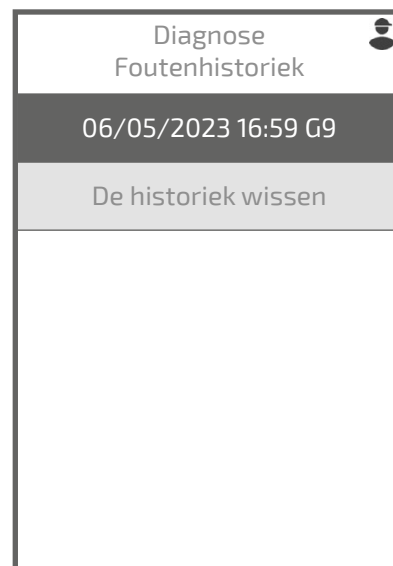 Diagnose
Foutenhistoriek
06/05/2023 16:59 G9
De historiek wissen